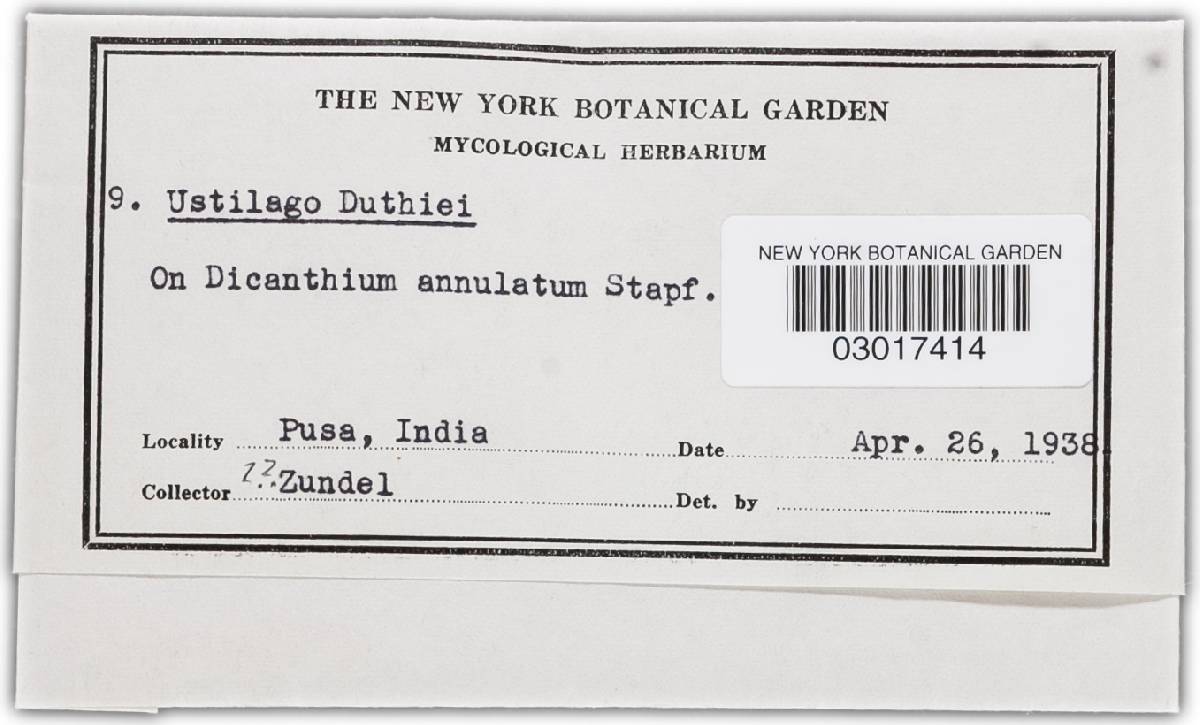 THE NEW YORK BOTANICAL GARDEN
MYCOLOGICAL HERBARIUM
9. Ustilago Duthiei
On Dicanthium annulatum Stapf.
NEW YORK BOTANICAL GARDEN
03017414
Locality Pusa, India Date Apr. 26, 1938
Collector ?? Zundel Det. by